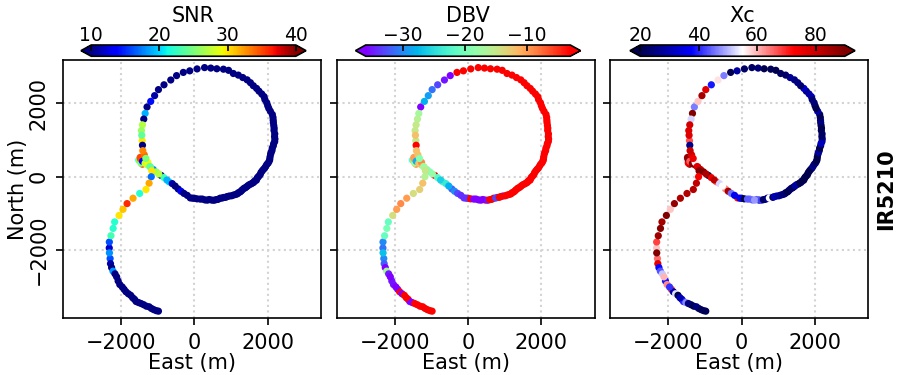 SNR DBV Xc
10 20 30 40 −30 −20 −10 20 40 60 80
North (m)
2000
0
−2000
−2000 0 2000 −2000 0 2000 −2000 0 2000
East (m) East (m) East (m)
IR5210